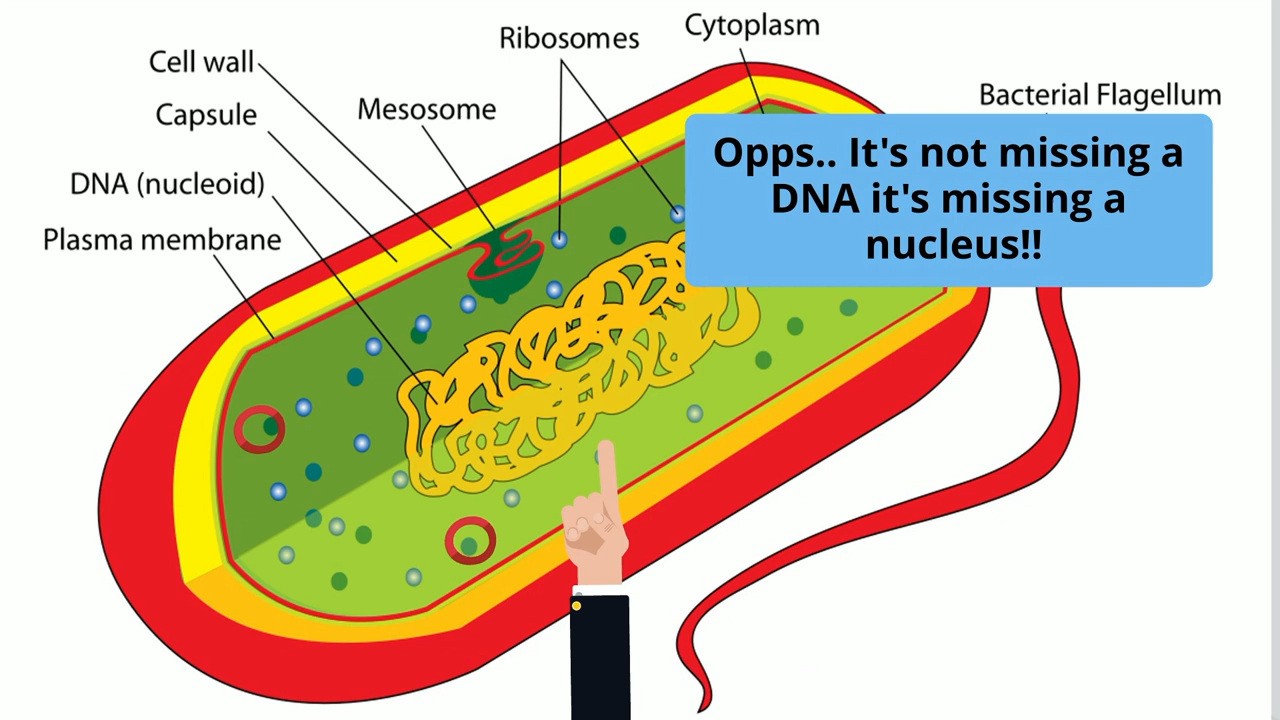 Cytoplasm
Ribosomes
Cell wall
Bacterial Flagellum
Mesosome
Capsule
DNA (nucleoid)
Plasma membrane
Opps.. It's not missing a
DNA it's missing a
nucleus!!